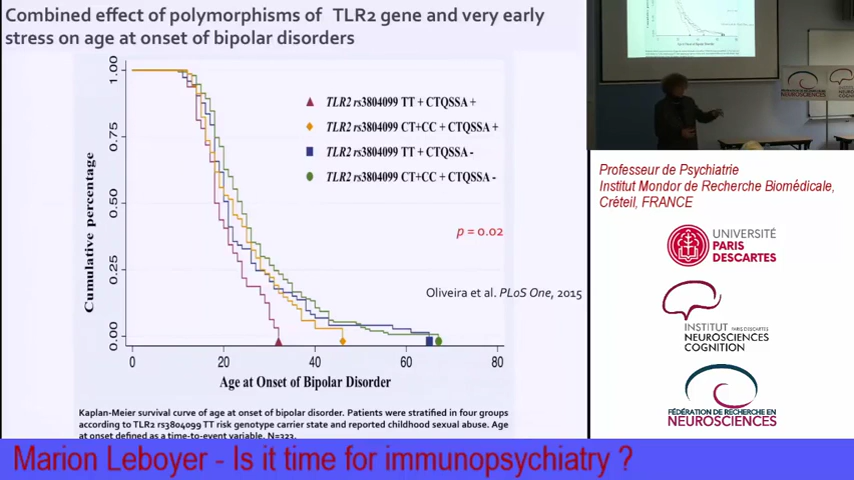 Combined effect of polymorphisms of TLR2 gene and very early
stress on age at onset of bipolar disorders
Cumulative percentage
1.00
0.75
0.50
0.25
0.00
TLR2 rs3804099 TT + CTQSSA +
TLR2 rs3804099 CT+CC + CTQSSA +
TLR2 rs3804099 TT + CTQSSA -
TLR2 rs3804099 CT+CC + CTQSSA -
p = 0.02
Oliveira et al. PLoS One, 2015
0 20 40 60 80
Age at Onset of Bipolar Disorder
Kaplan-Meier survival curve of age at onset of bipolar disorder. Patients were stratified in four groups
according to TLR2 rs3804099 TT risk genotype carrier state and reported childhood sexual abuse. Age
at onset defined as a time-to-event variable. N=323.
Professeur de Psychiatrie
Institut Mondor de Recherche Biomédicale,
Créteil, FRANCE
UNIVERSITÉ
PARIS
DESCARTES
INSTITUT PARIS DESCARTES
NEUROSCIENCES
COGNITION
FÉDÉRATION DE RECHERCHE EN
NEUROSCIENCES
Marion Leboyer - Is it time for immunopsychiatry ?